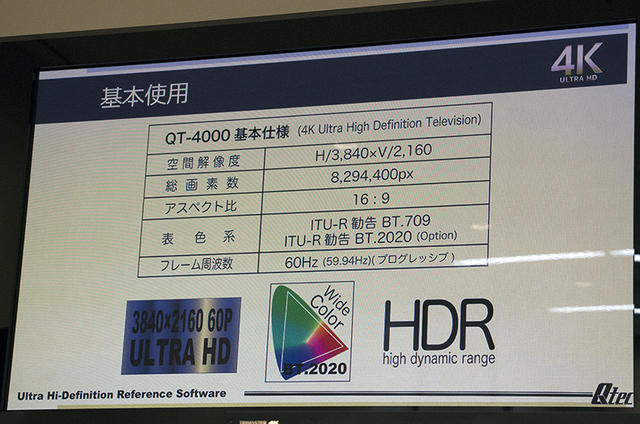 基本使用
4K
ULTRA HD
QT-4000 基本仕様 (4K Ultra High Definition Television)
空間解像度 H/3,840×V/2,160
総画素数 8,294,400px
アスペクト比 16：9
表色系 ITU-R 勧告 BT.709
ITU-R 勧告 BT.2020 (Option)
フレーム周波数 60Hz (59.94Hz)(プログレッシブ)
3840×2160 60P
ULTRA HD
Wide
Color
BT.2020
HDR
high dynamic range
Ultra Hi-Definition Reference Software
Qtec